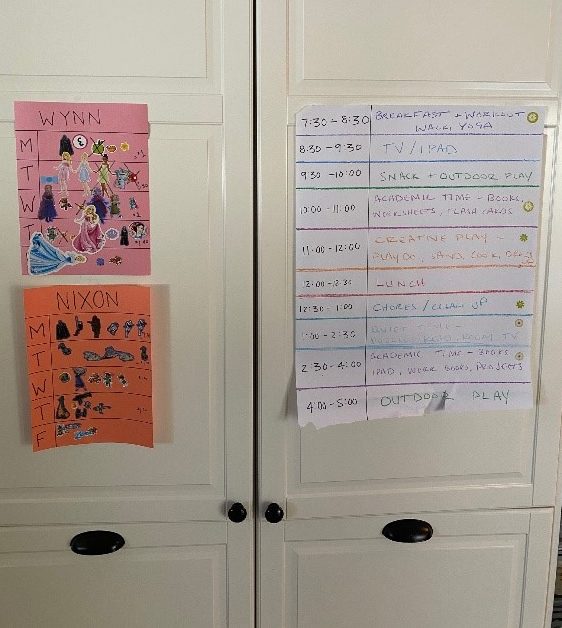 WYNN
M
T
W
T
NIXON
M
T
W
T
F
7:30 - 8:30 BREAKFAST + WORKOUT
WALK, YOGA
8:30 - 9:30 TV / IPAD
9:30 - 10:00 SNACK + OUTDOOR PLAY
10:00 - 11:00 ACADEMIC TIME - BOOKS,
WORKSHEETS, FLASH CARDS
11:00 - 12:00 CREATIVE PLAY -
PLAYDO, SAND, COOK,
12:00 - 12:30 LUNCH
12:30 - 1:00 CHORES / CLEAN UP
1:00 - 2:30 QUIET TIME -
READ, ROOM, TV
2:30 - 4:00 ACADEMIC TIME - BOOKS
IPAD, WORK BOOKS, PROJECTS
4:00 - 5:00 OUTDOOR PLAY